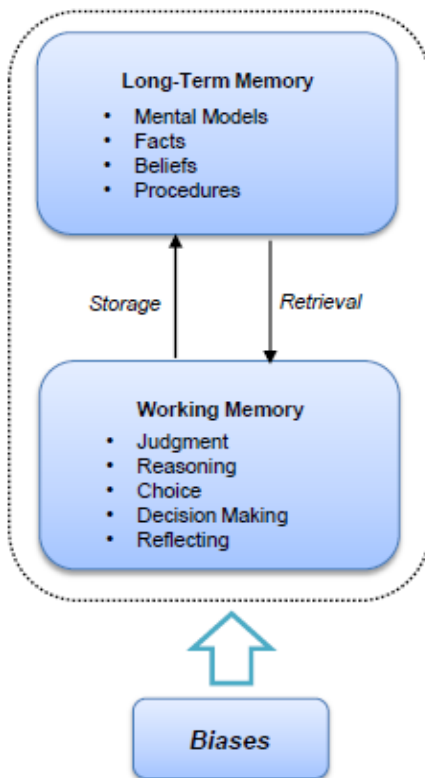 Long-Term Memory
• Mental Models
• Facts
• Beliefs
• Procedures
Storage
Retrieval
Working Memory
• Judgment
• Reasoning
• Choice
• Decision Making
• Reflecting
Biases